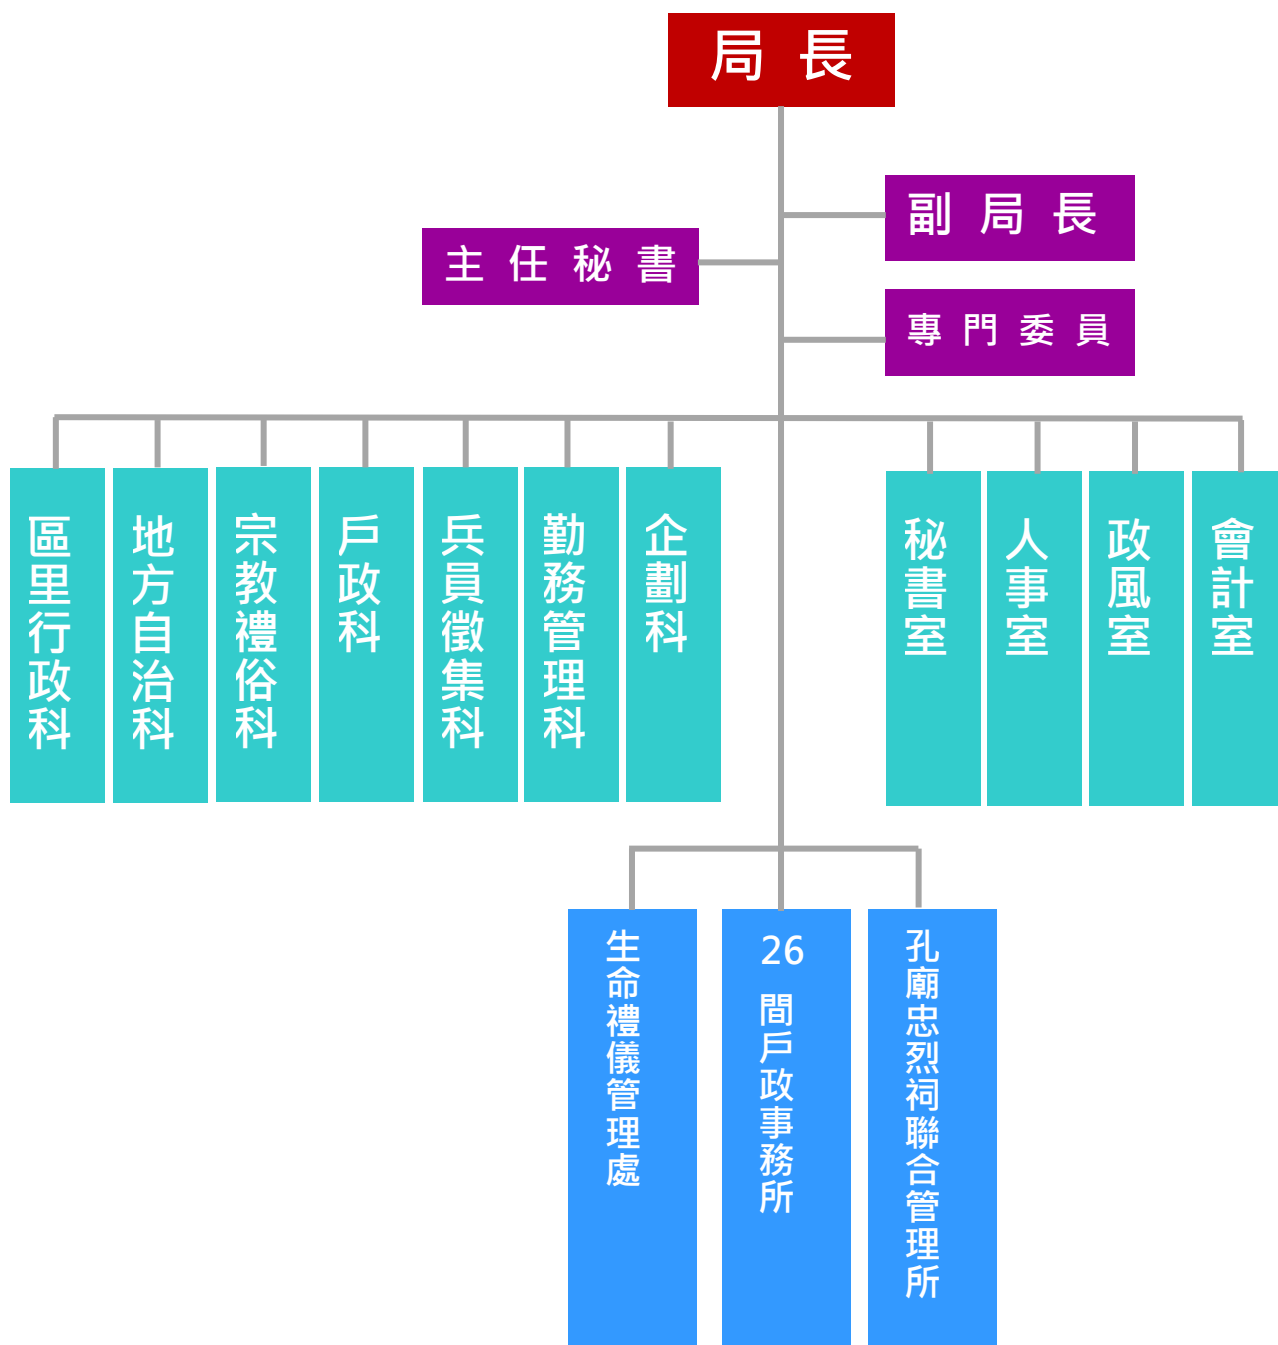 局長
副局長
主任秘書
專門委員
區里行政科
地方自治科
宗教禮俗科
戶政科
兵員徵集科
勤務管理科
企劃科
秘書室
人事室
政風室
會計室
生命禮儀管理處
26
間戶政事務所
孔廟忠烈祠聯合管理所